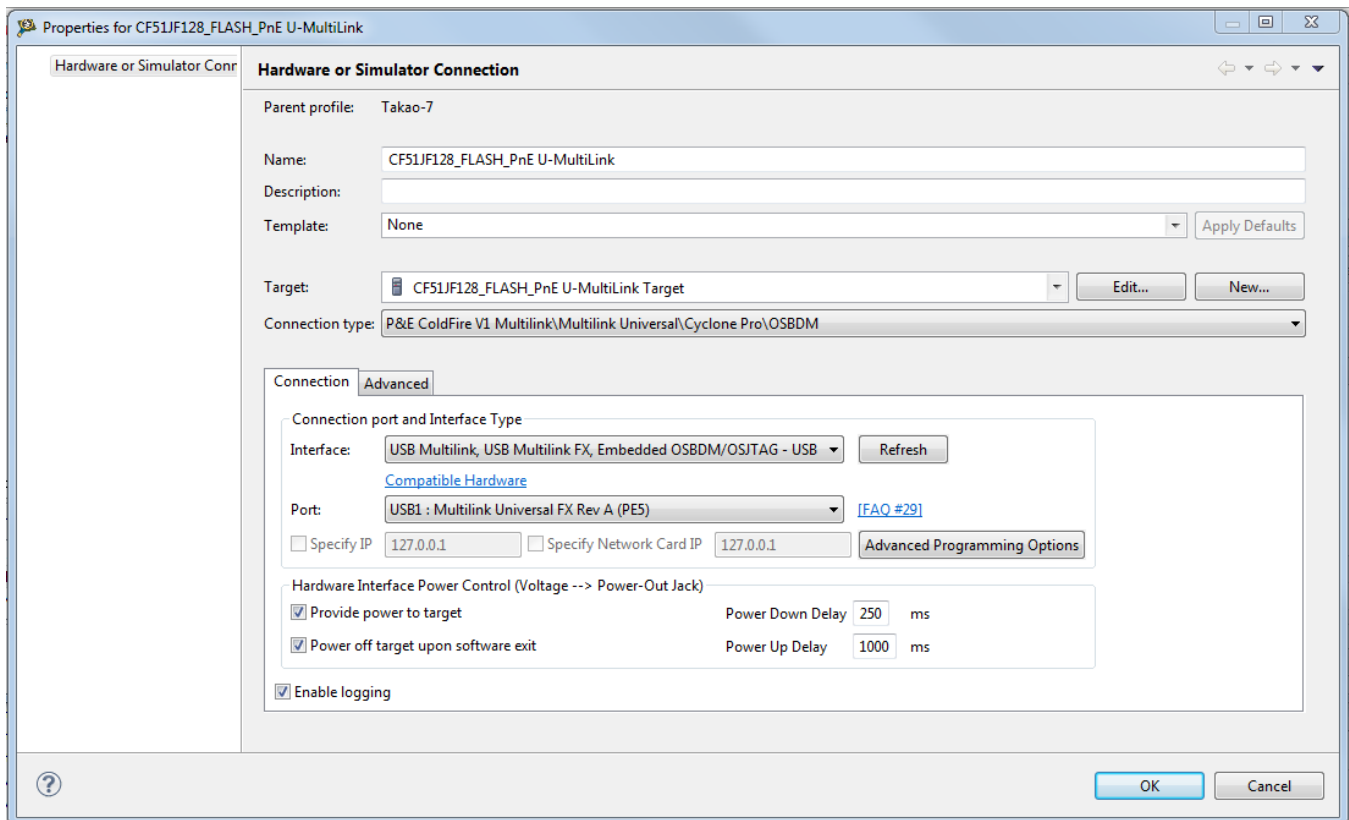 Properties for CF51JF128_FLASH_PnE U-MultiLink
Hardware or Simulator Conn
Hardware or Simulator Connection
Parent profile: Takao-7
Name: CF51JF128_FLASH_PnE U-MultiLink
Description:
Template: None Apply Defaults
Target: CF51JF128_FLASH_PnE U-MultiLink Target Edit... New...
Connection type: P&E ColdFire V1 Multilink\Multilink Universal\Cyclone Pro\OSBDM
Connection Advanced
Connection port and Interface Type
Interface: USB Multilink, USB Multilink FX, Embedded OSBDM/OSJTAG - USB Refresh
Compatible Hardware
Port: USB1 : Multilink Universal FX Rev A (PE5) [FAQ #29]
Specify IP 127.0.0.1 Specify Network Card IP 127.0.0.1 Advanced Programming Options
Hardware Interface Power Control (Voltage --> Power-Out Jack)
Provide power to target Power Down Delay 250 ms
Power off target upon software exit Power Up Delay 1000 ms
Enable logging
? OK Cancel